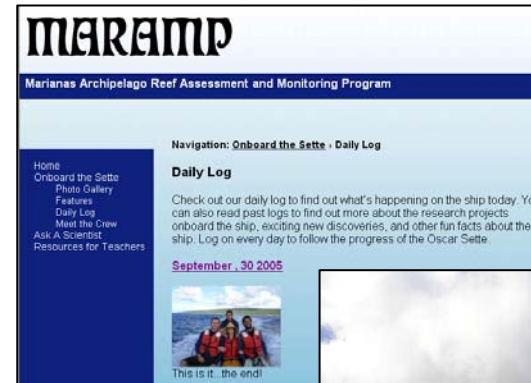 MARAMP
Marianas Archipelago Reef Assessment and Monitoring Program
Navigation: Onboard the Sette › Daily Log
Home
Onboard the Sette
Photo Gallery
Features
Daily Log
Meet the Crew
Ask A Scientist
Resources for Teachers
Daily Log
Check out our daily log to find out what's happening on the ship today.
can also read past logs to find out more about the research projects
onboard the ship, exciting new discoveries, and other fun facts about the
ship. Log on every day to follow the progress of the Oscar Sette.
September , 30 2005
This is it...the end!